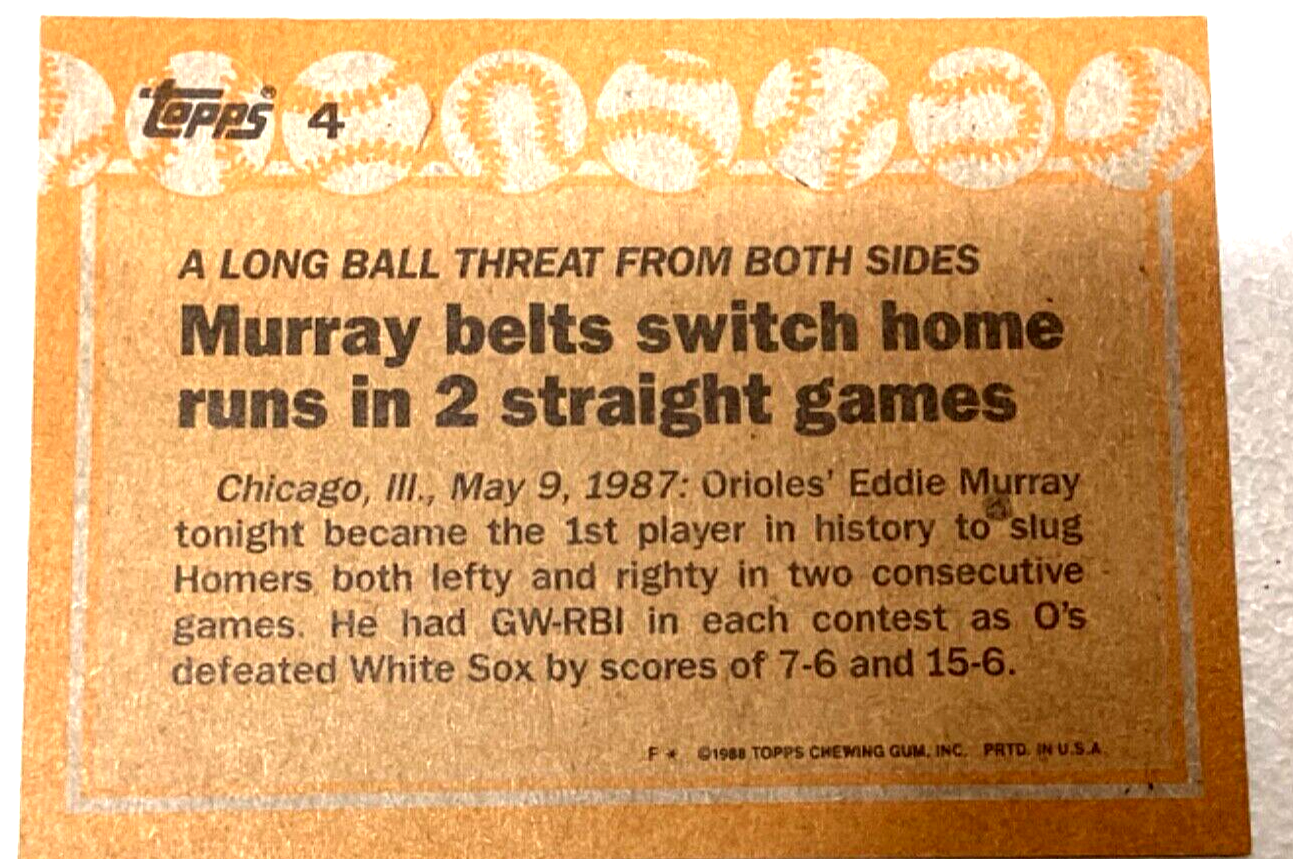 Topps® 4
A LONG BALL THREAT FROM BOTH SIDES
Murray belts switch home
runs in 2 straight games
Chicago, Ill., May 9, 1987: Orioles' Eddie Murray
tonight became the 1st player in history to slug
Homers both lefty and righty in two consecutive
games. He had GW-RBI in each contest as O's
defeated White Sox by scores of 7-6 and 15-6.
F * ©1988 TOPPS CHEWING GUM, INC. PRTD. IN U.S.A.